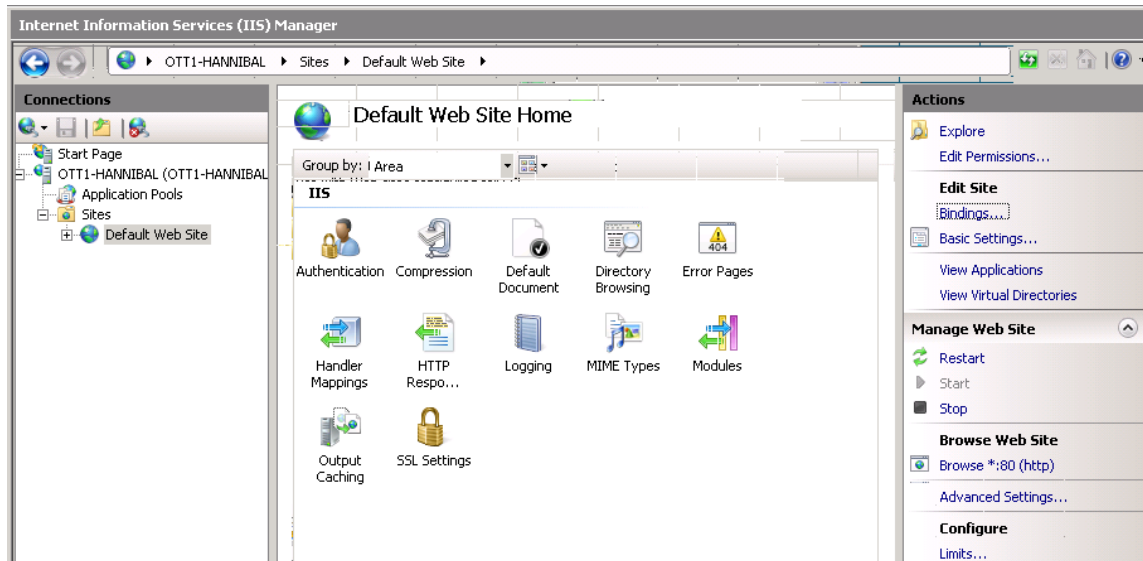 Internet Information Services (IIS) Manager
OTT1-HANNIBAL Sites Default Web Site
Connections
Start Page
OTT1-HANNIBAL (OTT1-HANNIBAL
Application Pools
Sites
Default Web Site
Default Web Site Home
Group by: Area
IIS
Authentication Compression Default Document Directory Browsing Error Pages
404
Handler Mappings HTTP Respo... Logging MIME Types Modules
Output Caching SSL Settings
Actions
Explore
Edit Permissions...
Edit Site
Bindings...
Basic Settings...
View Applications
View Virtual Directories
Manage Web Site
Restart
Start
Stop
Browse Web Site
Browse *:80 (http)
Advanced Settings...
Configure
Limits...